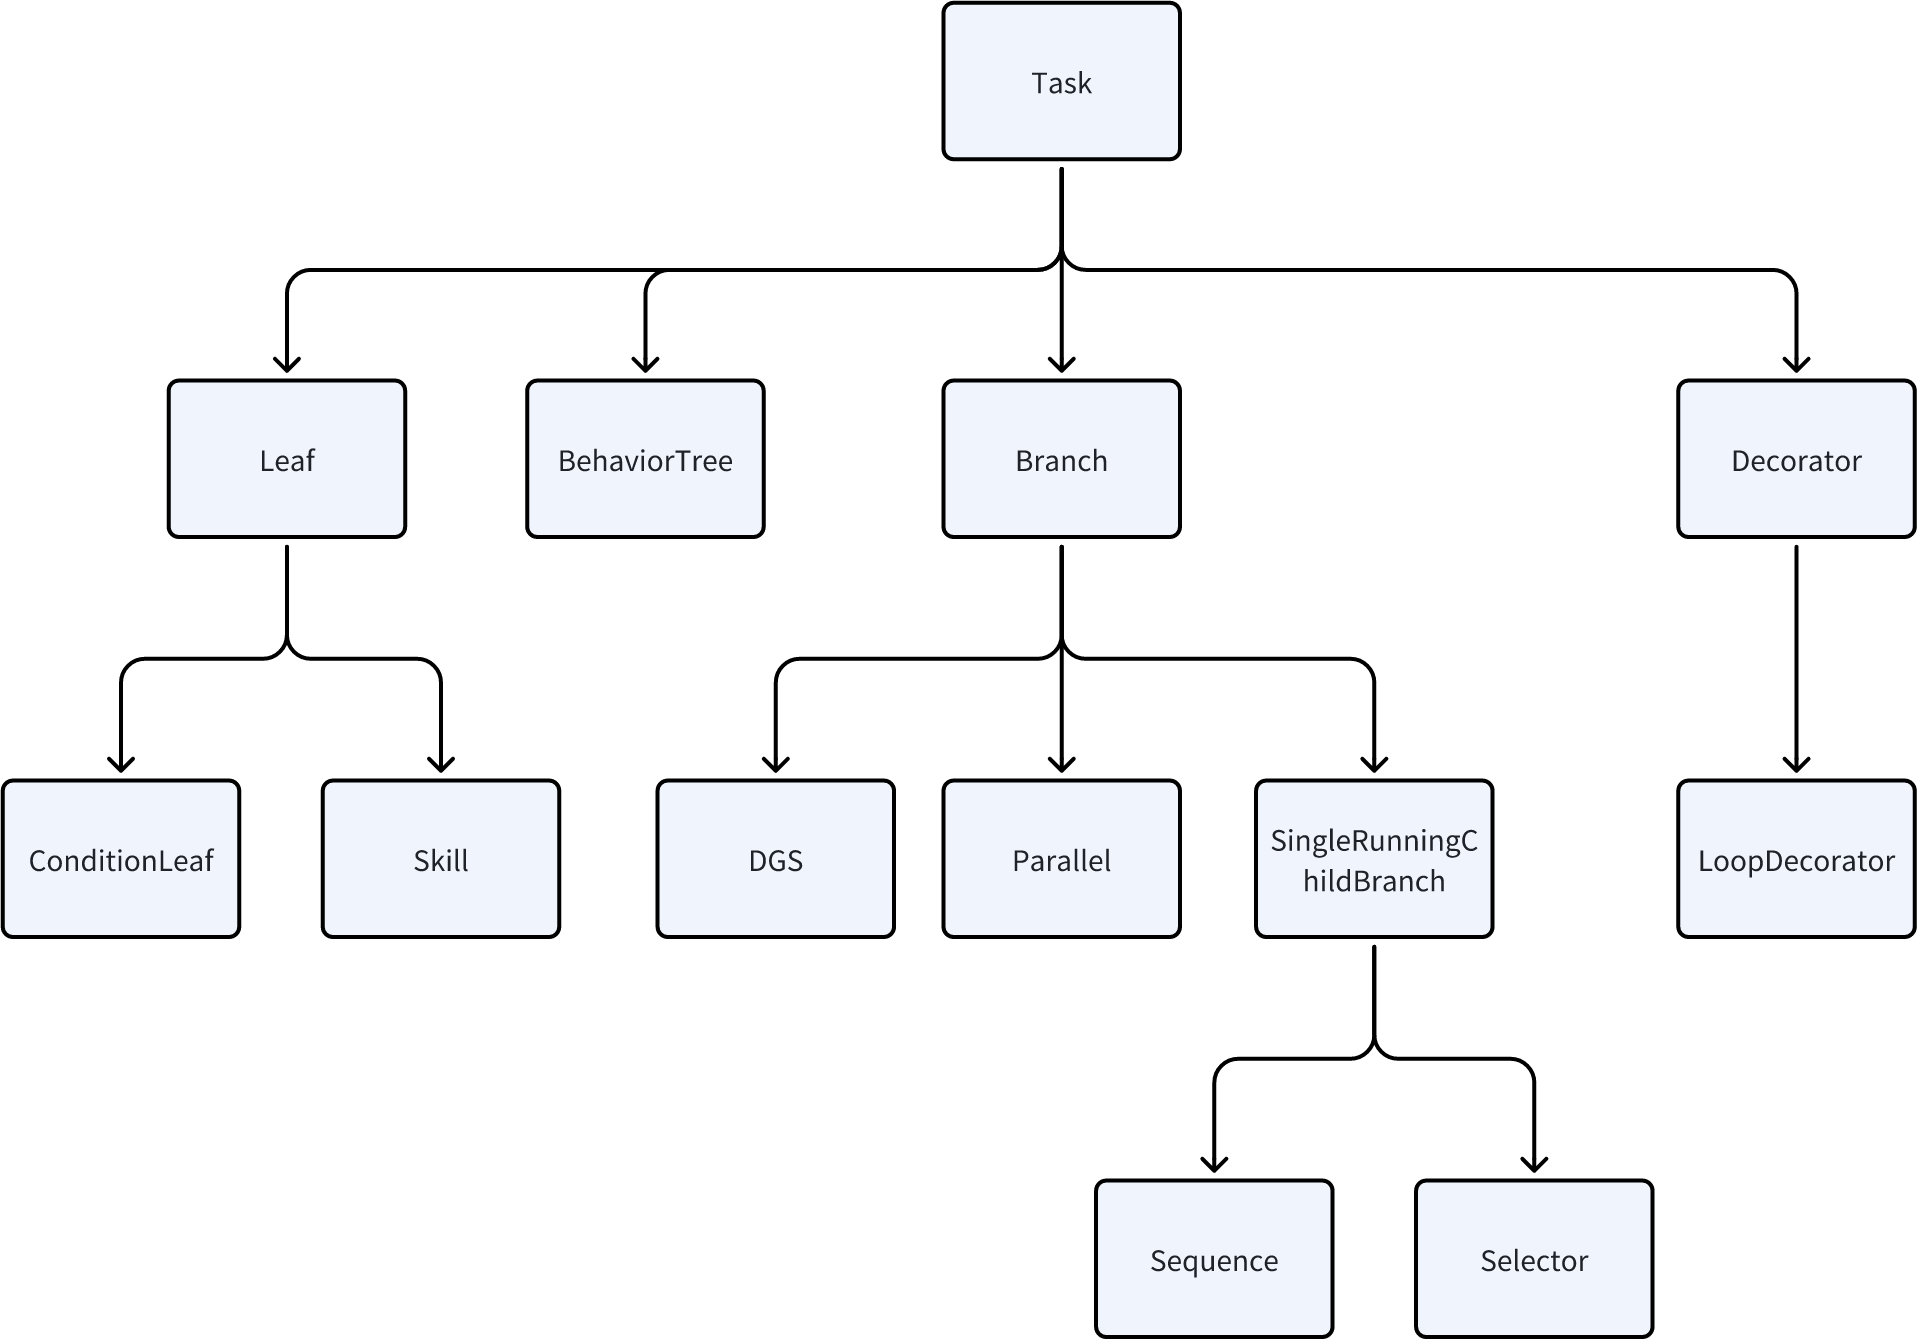 Task
Leaf
BehaviorTree
Branch
Decorator
ConditionLeaf
Skill
DGS
Parallel
SingleRunningC
hildBranch
LoopDecorator
Sequence
Selector